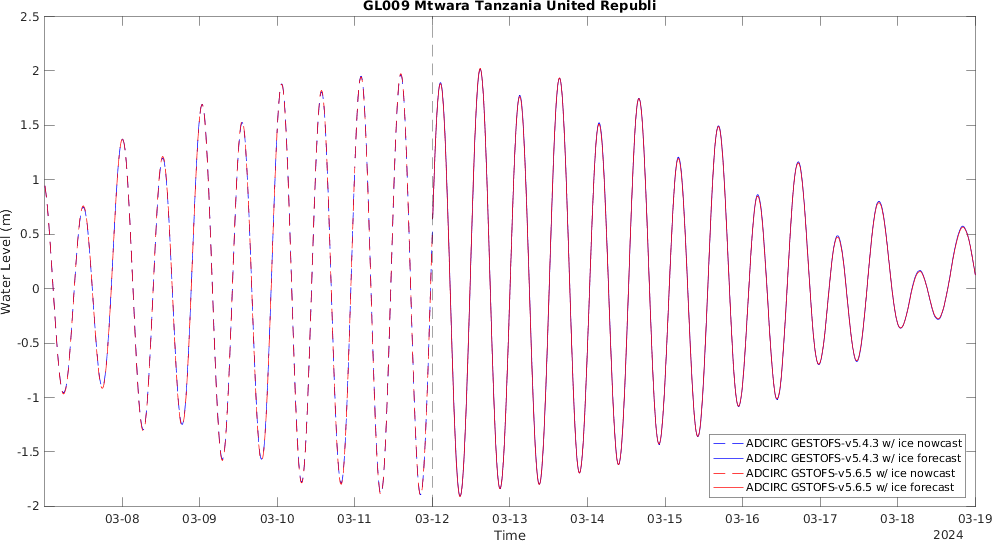 GL009 Mtwara Tanzania United Republi
Water Level (m)
2.5
2
1.5
1
0.5
0
-0.5
-1
-1.5
-2
ADCIRC GESTOFS-v5.4.3 w/ ice nowcast
ADCIRC GESTOFS-v5.4.3 w/ ice forecast
ADCIRC GSTOFS-v5.6.5 w/ ice nowcast
ADCIRC GSTOFS-v5.6.5 w/ ice forecast
03-08 03-09 03-10 03-11 03-12 03-13 03-14 03-15 03-16 03-17 03-18 03-19
Time
2024